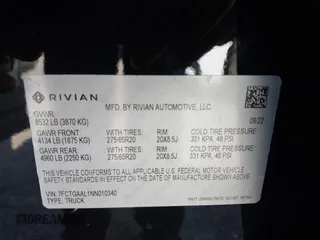 RIVIAN
MFD. BY RIVIAN AUTOMOTIVE, LLC.
GVWR
8532 LB (3870 KG)
08/22
GAWR FRONT WITH TIRES: RIM COLD TIRE PRESSURE
4134 LB (1875 KG) 275/65R20 20X8.5J 331 KPA, 48 PSI
GAWR REAR WITH TIRES: RIM COLD TIRE PRESSURE
4960 LB (2250 KG) 275/65R20 20X8.5J 331 KPA, 48 PSI
THIS VEHICLE CONFORMS TO ALL APPLICABLE U.S. FEDERAL MOTOR VEHICLE
SAFETY STANDARDS IN EFFECT ON THE DATE OF MANUFACTURE SHOWN ABOVE.
VIN: 7FCTGAAL1NN010340
TYPE: TRUCK